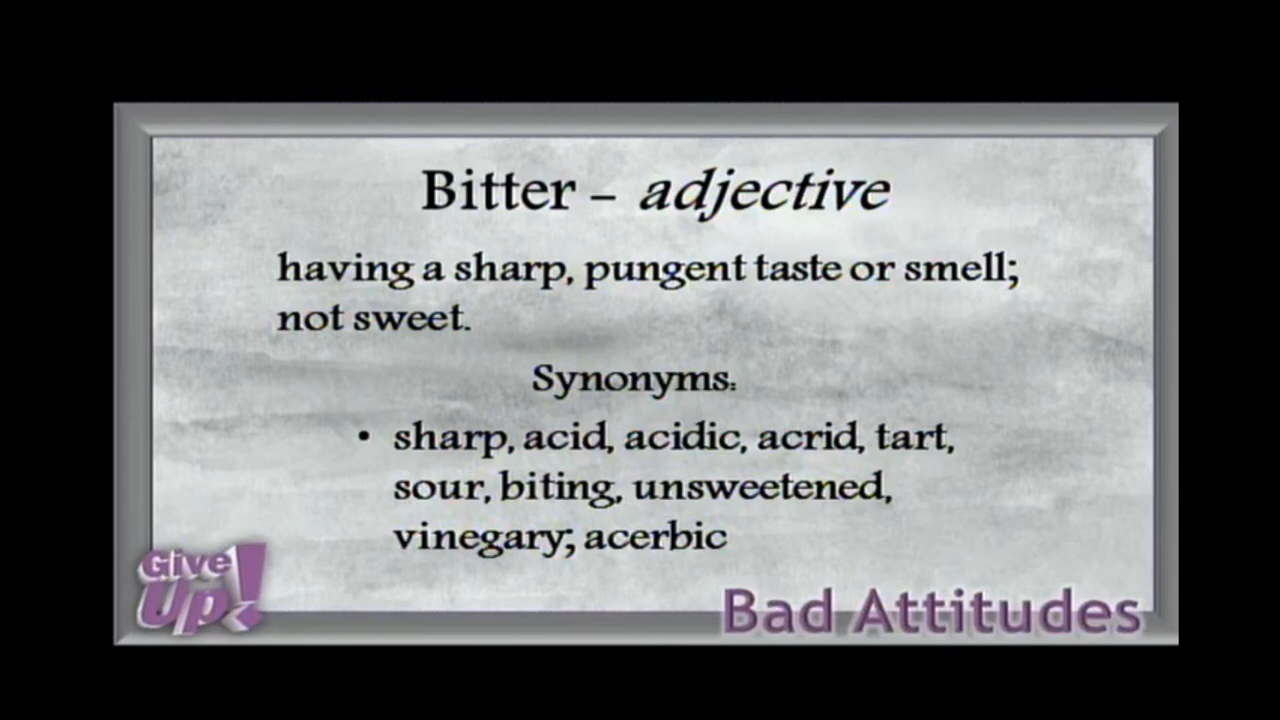 Bitter – adjective
having a sharp, pungent taste or smell;
not sweet.
Synonyms:
• sharp, acid, acidic, acrid, tart,
sour, biting, unsweetened,
vinegary; acerbic
Give
Up!
Bad Attitudes